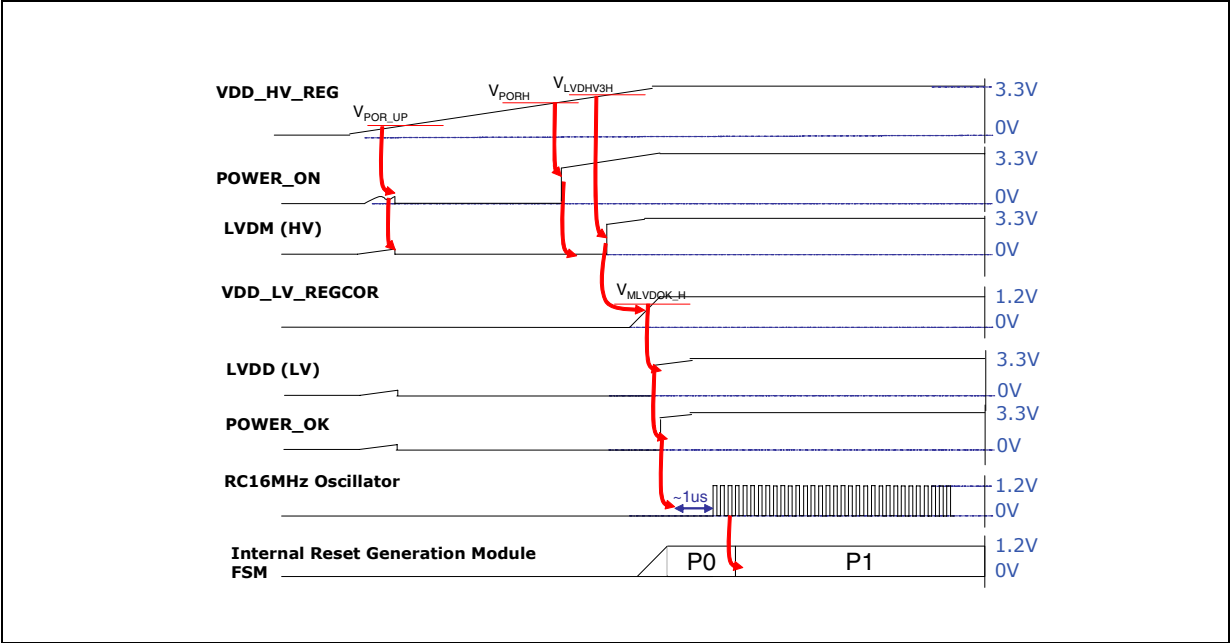 VDD_HV_REG
V_POR_UP
V_PORH
V_LVDHV3H
3.3V
0V
POWER_ON
3.3V
0V
LVDM (HV)
3.3V
0V
VDD_LV_REGCOR
V_MLVDOK_H
1.2V
0V
LVDD (LV)
3.3V
0V
POWER_OK
3.3V
0V
RC16MHz Oscillator
~1us
1.2V
0V
Internal Reset Generation Module
FSM
P0
P1
1.2V
0V